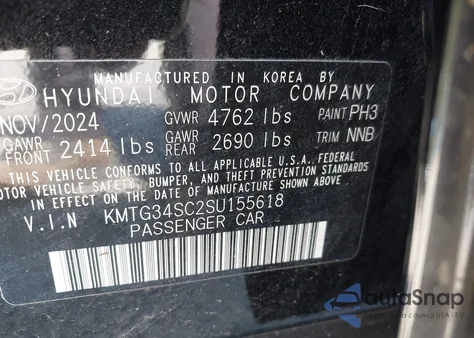 MANUFACTURED IN KOREA BY
HYUNDAI MOTOR COMPANY
NOV/2024 GVWR 4762 lbs PAINT PH3
GAWR FRONT 2414 lbs GAWR REAR 2690 lbs TRIM NNB
THIS VEHICLE CONFORMS TO ALL APPLICABLE U.S.A. FEDERAL
MOTOR VEHICLE SAFETY, BUMPER, AND THEFT PREVENTION STANDARDS
IN EFFECT ON THE DATE OF MANUFACTURE SHOWN ABOVE.
V.I.N KMTG34SC2SU155618
PASSENGER CAR
autoSnap